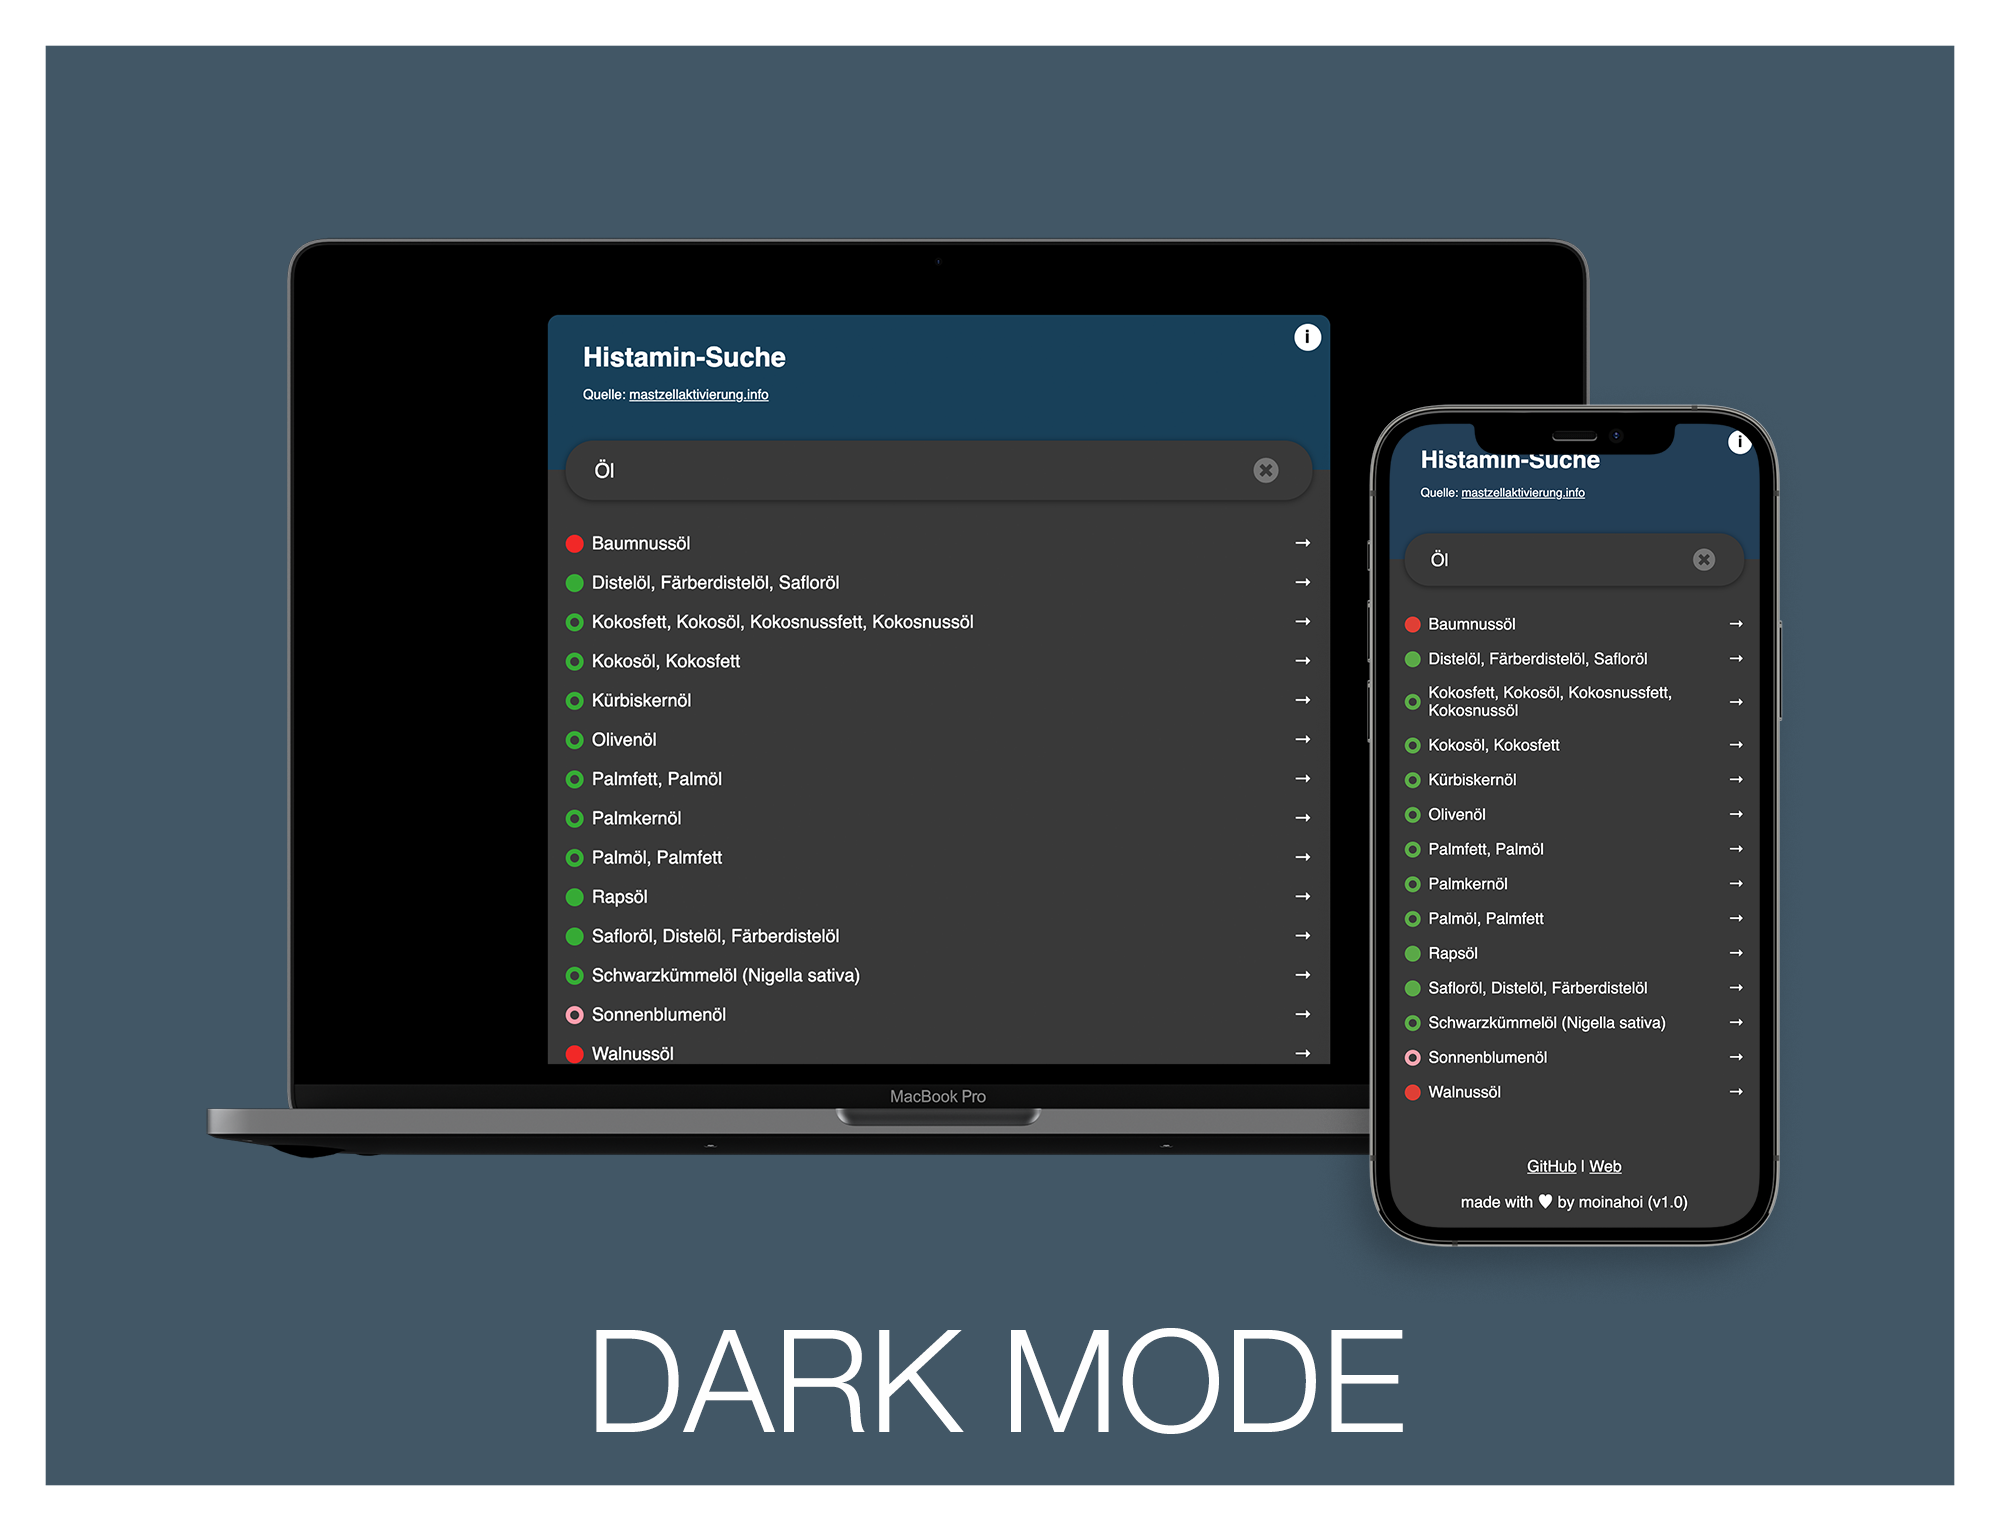 Histamin-Suche
Quelle: mastzellaktivierung.info
i
Öl
Baumnussöl
Distelöl, Färberdistelöl, Safloröl
Kokosfett, Kokosöl, Kokosnussfett, Kokosnussöl
Kokosöl, Kokosfett
Kürbiskernöl
Olivenöl
Palmfett, Palmöl
Palmkernöl
Palmöl, Palmfett
Rapsöl
Safloröl, Distelöl, Färberdistelöl
Schwarzkümmelöl (Nigella sativa)
Sonnenblumenöl
Walnussöl
MacBook Pro
Histamin-Suche
Quelle: mastzellaktivierung.info
i
Öl
Baumnussöl
Distelöl, Färberdistelöl, Safloröl
Kokosfett, Kokosöl, Kokosnussfett,
Kokosnussöl
Kokosöl, Kokosfett
Kürbiskernöl
Olivenöl
Palmfett, Palmöl
Palmkernöl
Palmöl, Palmfett
Rapsöl
Safloröl, Distelöl, Färberdistelöl
Schwarzkümmelöl (Nigella sativa)
Sonnenblumenöl
Walnussöl
GitHub | Web
made with ♥ by moinahoi (v1.0)
DARK MODE